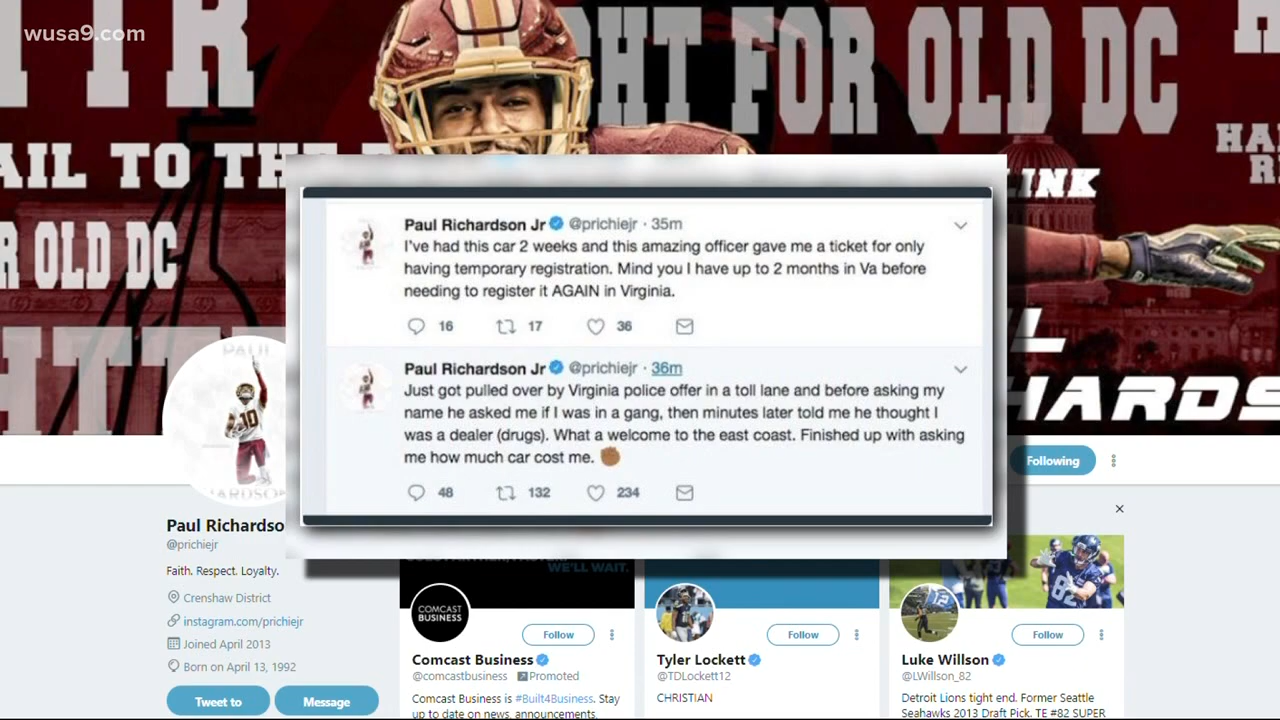 wusa9.com
HT FOR OLD DC
AIL TO THE
LINK
R OLD DC
Paul Richardson Jr @prichiejr · 35m
I've had this car 2 weeks and this amazing officer gave me a ticket for only
having temporary registration. Mind you I have up to 2 months in Va before
needing to register it AGAIN in Virginia.
16 17 36
Paul Richardson Jr @prichiejr · 36m
Just got pulled over by Virginia police offer in a toll lane and before asking my
name he asked me if I was in a gang, then minutes later told me he thought I
was a dealer (drugs). What a welcome to the east coast. Finished up with asking
me how much car cost me. ✊🏾
48 132 234
PAUL
10
HARDS
Following
Paul Richardso
@prichiejr
Faith. Respect. Loyalty.
Crenshaw District
instagram.com/prichiejr
Joined April 2013
Born on April 13, 1992
Tweet to
Message
WE'LL WAIT.
COMCAST
BUSINESS
Follow
Comcast Business
@comcastbusiness Promoted
Comcast Business is #Built4Business. Stay
up to date on news, announcements,
Follow
Tyler Lockett
@TDLockett12
CHRISTIAN
82
12
Follow
Luke Willson
@LWillson_82
Detroit Lions tight end. Former Seattle
Seahawks 2013 Draft Pick. TE #82 SUPER